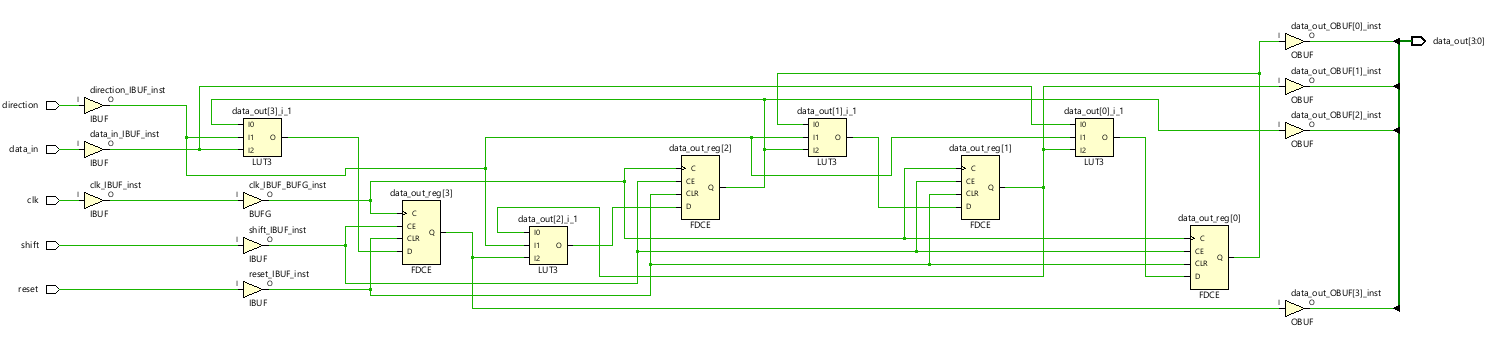 direction
I
direction_IBUF_inst
O
IBUF
data_in
I
data_in_IBUF_inst
O
IBUF
clk
I
clk_IBUF_inst
O
IBUF
I
clk_IBUF_BUFG_inst
O
BUFG
shift
I
shift_IBUF_inst
O
IBUF
reset
I
reset_IBUF_inst
O
IBUF
data_out[3]_i_1
I0
I1
O
I2
LUT3
data_out_reg[3]
C
CE
CLR
Q
D
FDCE
data_out[2]_i_1
I0
I1
O
I2
LUT3
data_out_reg[2]
C
CE
CLR
Q
D
FDCE
data_out[1]_i_1
I0
I1
O
I2
LUT3
data_out_reg[1]
C
CE
CLR
Q
D
FDCE
data_out[0]_i_1
I0
I1
O
I2
LUT3
data_out_reg[0]
C
CE
CLR
Q
D
FDCE
data_out_OBUF[0]_inst
I
O
OBUF
data_out_OBUF[1]_inst
I
O
OBUF
data_out_OBUF[2]_inst
I
O
OBUF
data_out_OBUF[3]_inst
I
O
OBUF
data_out[3:0]